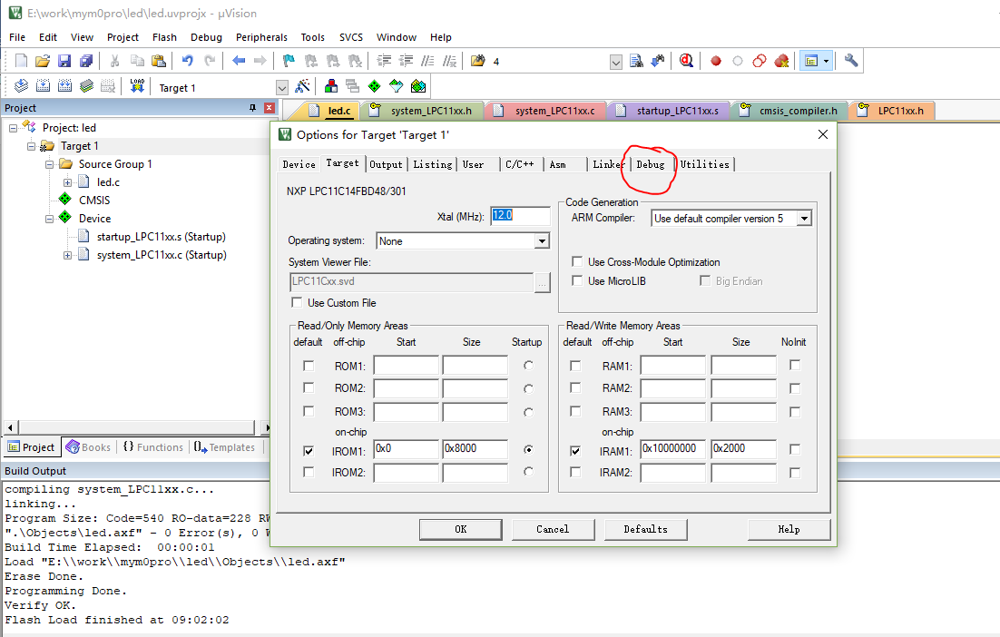 E:\work\mym0pro\led\led.uvprojx - µVision
File Edit View Project Flash Debug Peripherals Tools SVCS Window Help
4
LOAD Target 1
Project
led.c system_LPC11xx.h system_LPC11xx.c startup_LPC11xx.s cmsis_compiler.h LPC11xx.h
Project: led
Target 1
Source Group 1
led.c
CMSIS
Device
startup_LPC11xx.s (Startup)
system_LPC11xx.c (Startup)
Project Books {} Functions Templates
Options for Target 'Target 1'
Device Target Output Listing User C/C++ Asm Linker Debug Utilities
NXP LPC11C14FBD48/301
Xtal (MHz): 12.0
Operating system: None
System Viewer File:
LPC11Cxx.svd ...
Use Custom File
Code Generation
ARM Compiler: Use default compiler version 5
Use Cross-Module Optimization
Use MicroLIB Big Endian
Read/Only Memory Areas
default off-chip Start Size Startup
ROM1:
ROM2:
ROM3:
on-chip
IROM1: 0x0 0x8000
IROM2:
Read/Write Memory Areas
default off-chip Start Size NoInit
RAM1:
RAM2:
RAM3:
on-chip
IRAM1: 0x10000000 0x2000
IRAM2:
OK Cancel Defaults Help
Build Output
compiling system_LPC11xx.c...
linking...
Program Size: Code=540 RO-data=228
".\Objects\led.axf" - 0 Error(s), 0
Build Time Elapsed: 00:00:01
Load "E:\\work\\mym0pro\\led\\Objects\\led.axf"
Erase Done.
Programming Done.
Verify OK.
Flash Load finished at 09:02:02